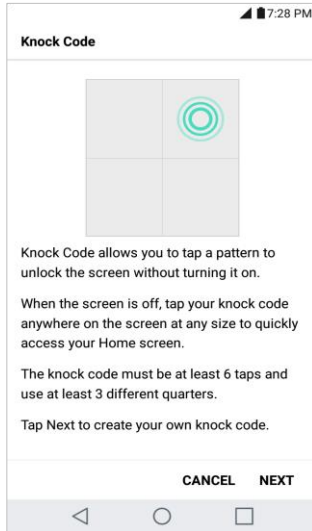 7:28 PM
Knock Code
Knock Code allows you to tap a pattern to
unlock the screen without turning it on.
When the screen is off, tap your knock code
anywhere on the screen at any size to quickly
access your Home screen.
The knock code must be at least 6 taps and
use at least 3 different quarters.
Tap Next to create your own knock code.
CANCEL NEXT